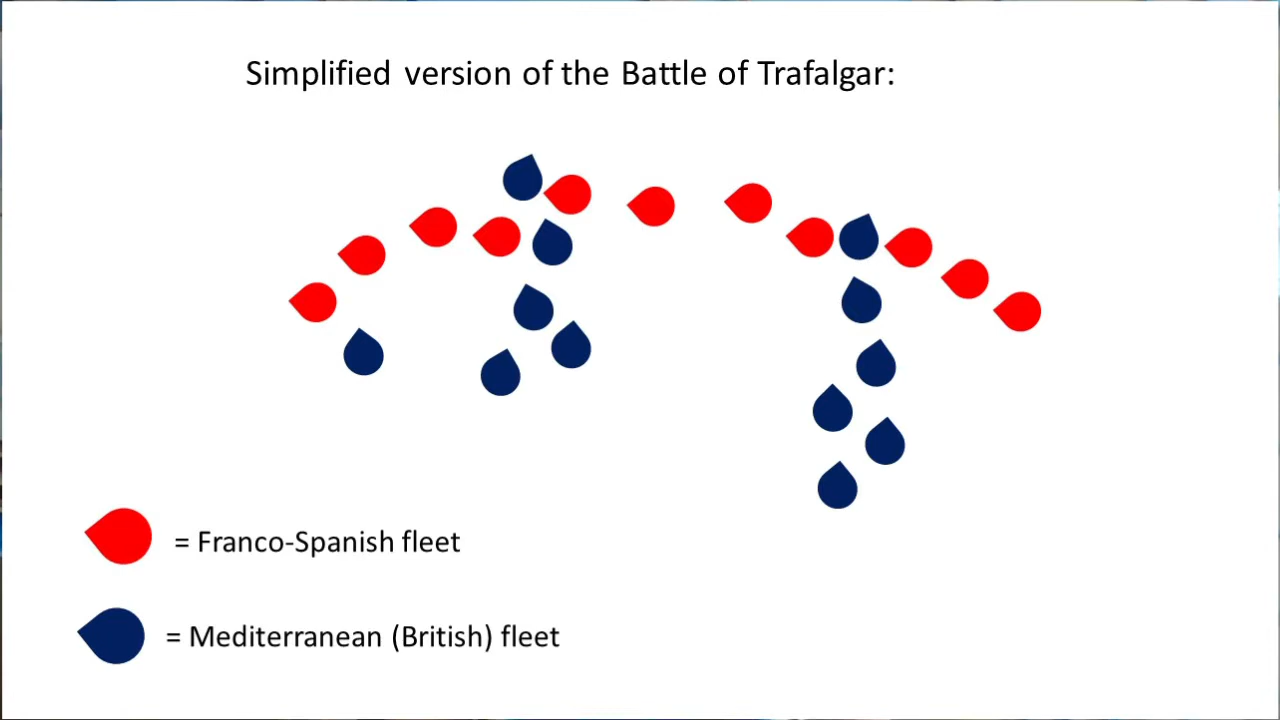 Simplified version of the Battle of Trafalgar:
= Franco-Spanish fleet
= Mediterranean (British) fleet